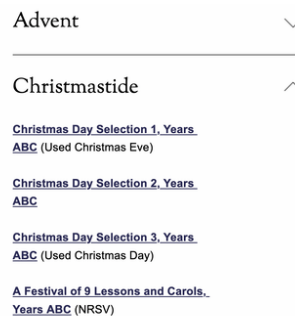 Advent
Christmastide
Christmas Day Selection 1, Years
ABC (Used Christmas Eve)
Christmas Day Selection 2, Years
ABC
Christmas Day Selection 3, Years
ABC (Used Christmas Day)
A Festival of 9 Lessons and Carols,
Years ABC (NRSV)